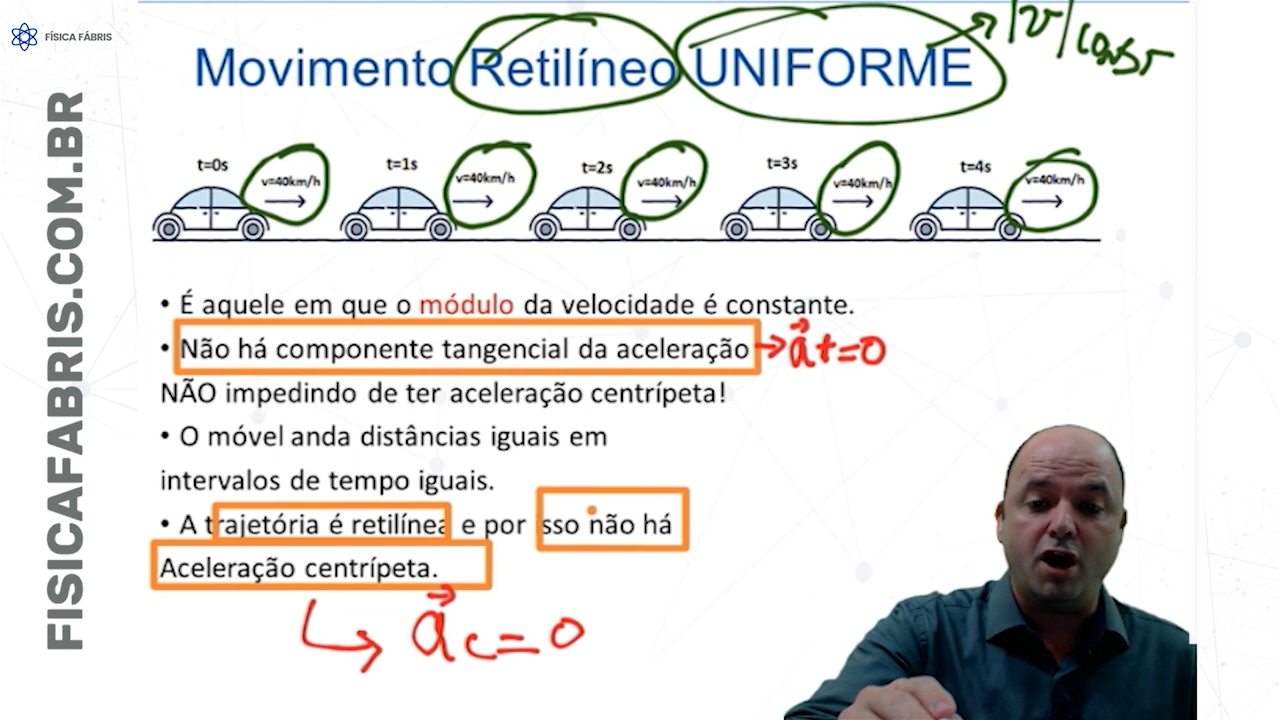 FÍSICA FÁBRIS
FISICAFABRIS.COM.BR
Movimento Retilíneo UNIFORME
|v| const
t=0s
v=40km/h
t=1s
v=40km/h
t=2s
v=40km/h
t=3s
v=40km/h
t=4s
v=40km/h
• É aquele em que o módulo da velocidade é constante.
• Não há componente tangencial da aceleração → a⃗t=0
NÃO impedindo de ter aceleração centrípeta!
• O móvel anda distâncias iguais em
intervalos de tempo iguais.
• A trajetória é retilínea e por isso não há
Aceleração centrípeta.
a⃗c=0